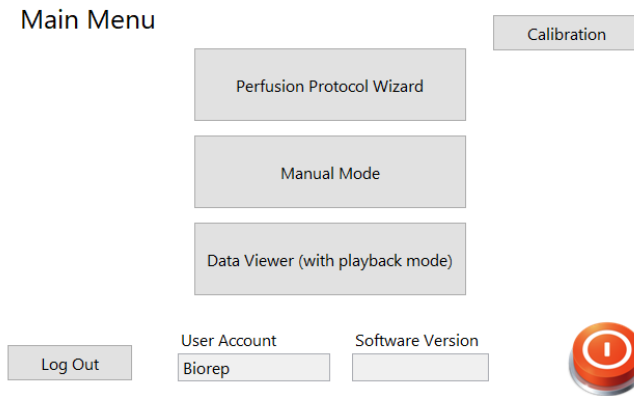 Main Menu
Calibration
Perfusion Protocol Wizard
Manual Mode
Data Viewer (with playback mode)
User Account
Software Version
Log Out
Biorep